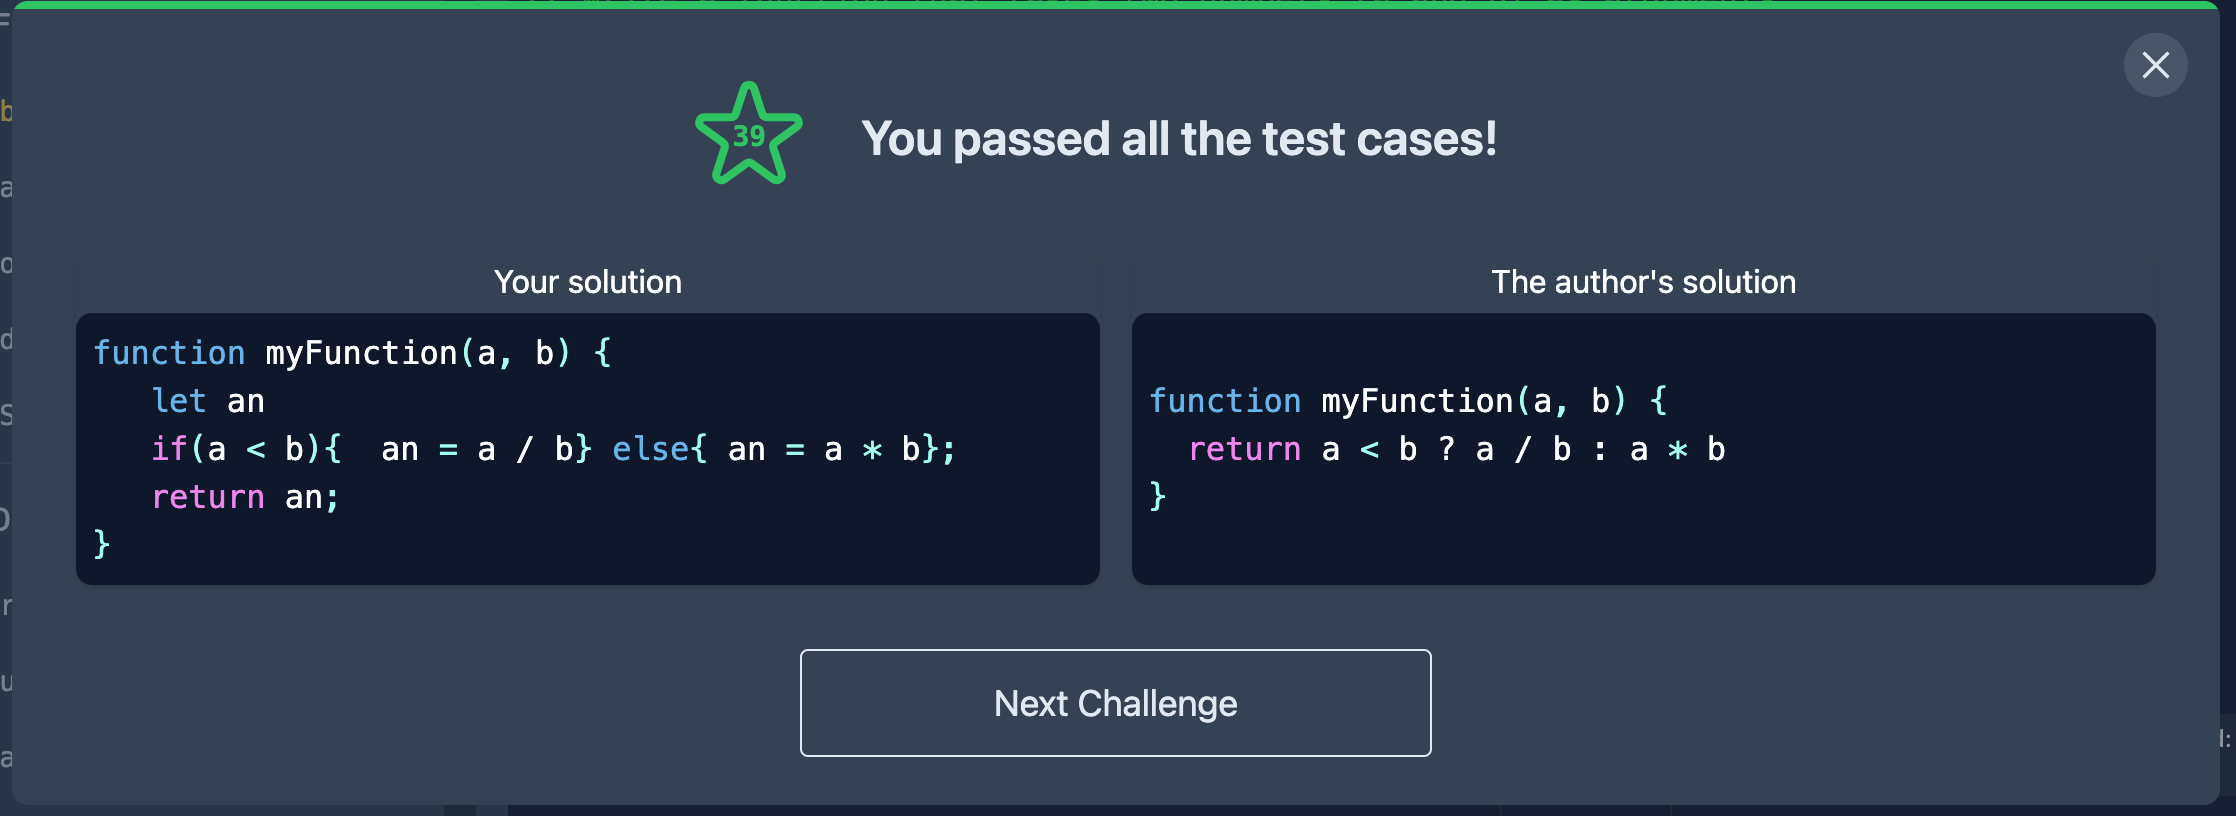 39
You passed all the test cases!
Your solution
function myFunction(a, b) {
   let an
   if(a < b){  an = a / b} else{ an = a * b};
   return an;
}
The author's solution
function myFunction(a, b) {
  return a < b ? a / b : a * b
}
Next Challenge